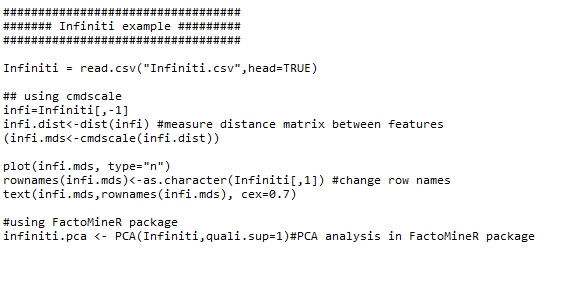 ##################################
####### Infiniti example #########
##################################
Infiniti = read.csv("Infiniti.csv",head=TRUE)
## using cmdscale
infi=Infiniti[,-1]
infi.dist<-dist(infi) #measure distance matrix between features
(infi.mds<-cmdscale(infi.dist))
plot(infi.mds, type="n")
rownames(infi.mds)<-as.character(Infiniti[,1]) #change row names
text(infi.mds,rownames(infi.mds), cex=0.7)
#using FactoMineR package
infiniti.pca <- PCA(Infiniti,quali.sup=1)#PCA analysis in FactoMineR package